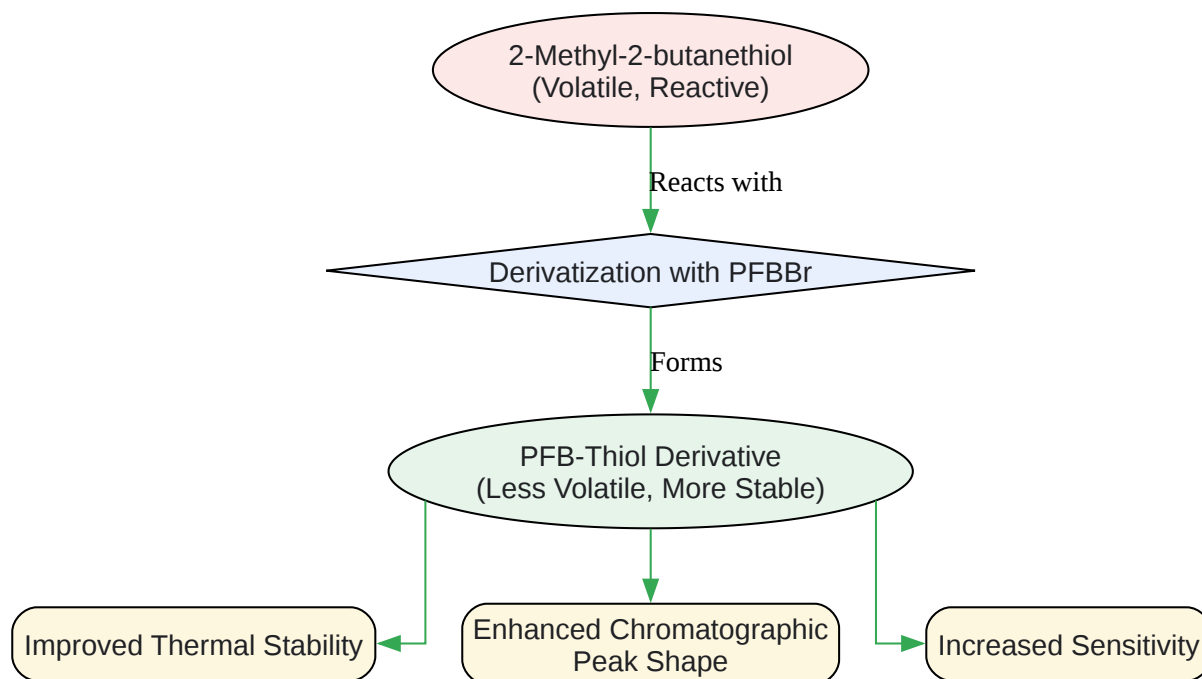 2-Methyl-2-butanethiol
(Volatile, Reactive)
Reacts with
Derivatization with PFBBr
Forms
PFB-Thiol Derivative
(Less Volatile, More Stable)
Improved Thermal Stability
Enhanced Chromatographic
Peak Shape
Increased Sensitivity